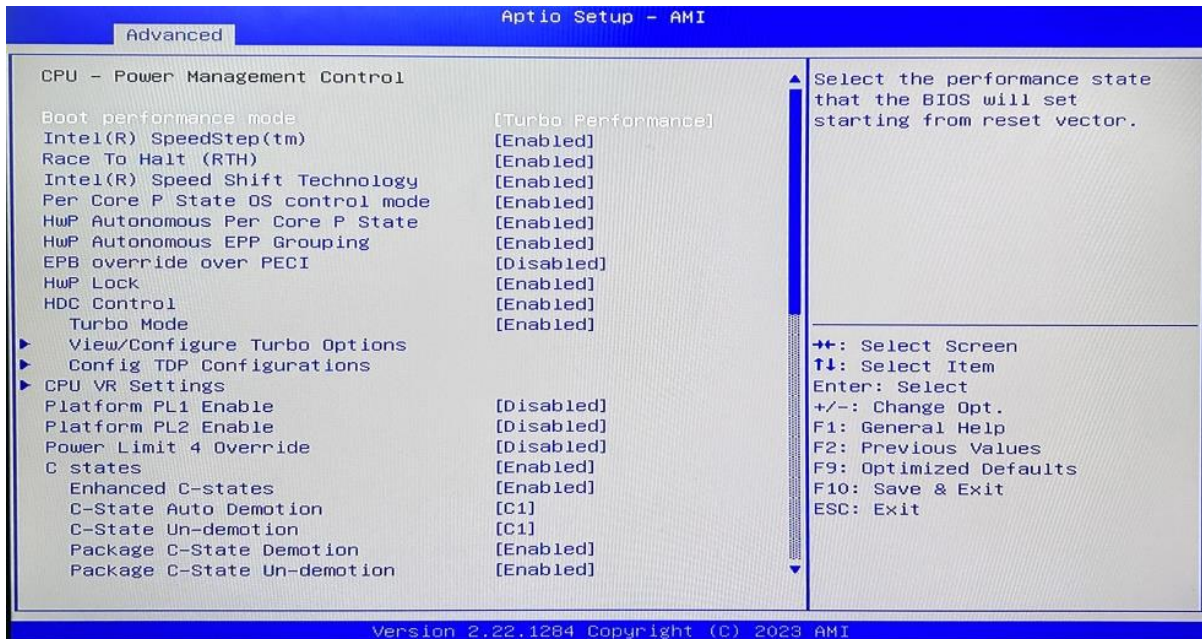 Aptio Setup – AMI
Advanced
CPU – Power Management Control
Boot performance mode [Turbo Performance]
Intel(R) SpeedStep(tm) [Enabled]
Race To Halt (RTH) [Enabled]
Intel(R) Speed Shift Technology [Enabled]
Per Core P State OS control mode [Enabled]
HwP Autonomous Per Core P State [Enabled]
HwP Autonomous EPP Grouping [Enabled]
EPB override over PECI [Disabled]
HwP Lock [Enabled]
HDC Control [Enabled]
Turbo Mode [Enabled]
View/Configure Turbo Options
Config TDP Configurations
CPU VR Settings
Platform PL1 Enable [Disabled]
Platform PL2 Enable [Disabled]
Power Limit 4 Override [Disabled]
C states [Enabled]
Enhanced C-states [Enabled]
C-State Auto Demotion [C1]
C-State Un-demotion [C1]
Package C-State Demotion [Enabled]
Package C-State Un-demotion [Enabled]
Select the performance state
that the BIOS will set
starting from reset vector.
→←: Select Screen
↑↓: Select Item
Enter: Select
+/-: Change Opt.
F1: General Help
F2: Previous Values
F9: Optimized Defaults
F10: Save & Exit
ESC: Exit
Version 2.22.1284 Copyright (C) 2023 AMI